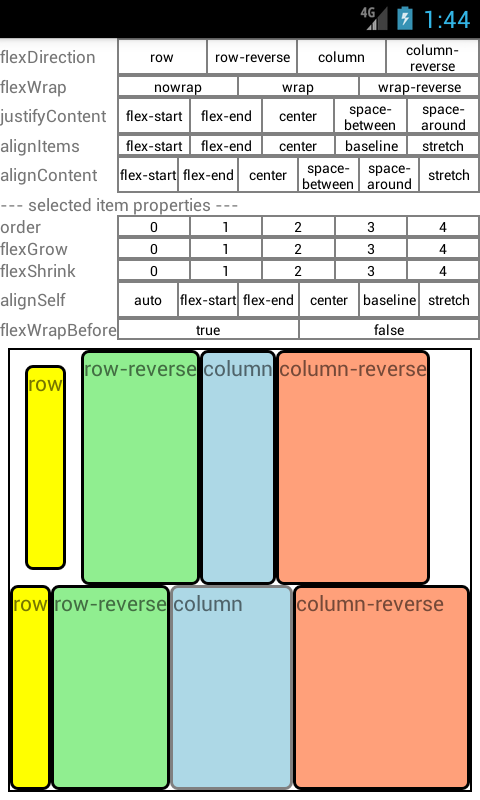 4G 1:44
flexDirection row row-reverse column column-reverse
flexWrap nowrap wrap wrap-reverse
justifyContent flex-start flex-end center space-between space-around
alignItems flex-start flex-end center baseline stretch
alignContent flex-start flex-end center space-between space-around stretch
--- selected item properties ---
order 0 1 2 3 4
flexGrow 0 1 2 3 4
flexShrink 0 1 2 3 4
alignSelf auto flex-start flex-end center baseline stretch
flexWrapBefore true false
row row-reverse column column-reverse
row row-reverse column column-reverse